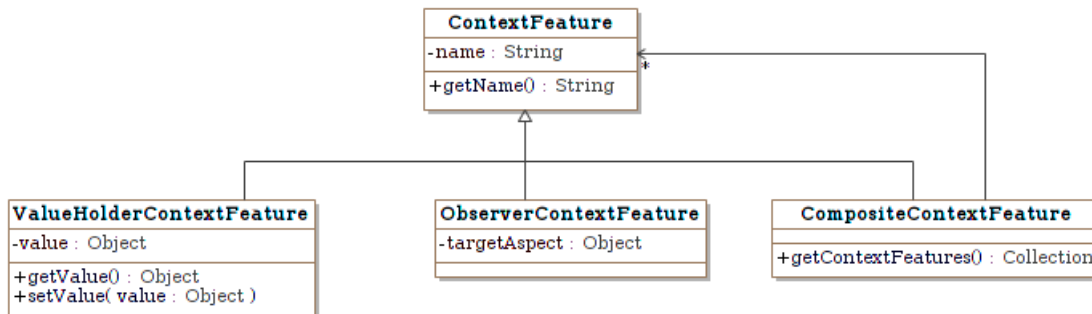 ContextFeature
-name : String
*
+getName() : String
ValueHolderContextFeature
-value : Object
+getValue() : Object
+setValue( value : Object )
ObserverContextFeature
-targetAspect : Object
CompositeContextFeature
+getContextFeatures() : Collection